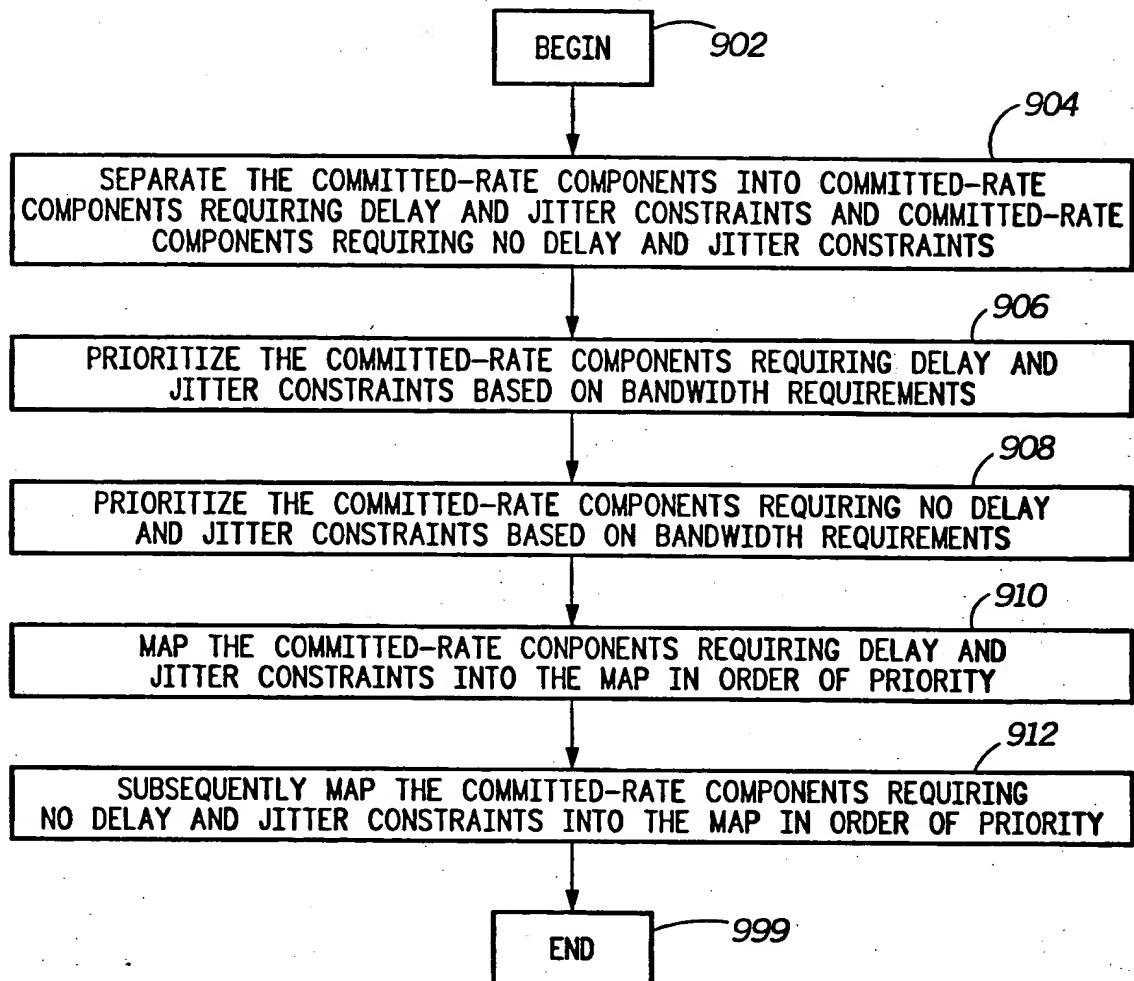 BEGIN
902
904
SEPARATE THE COMMITTED-RATE COMPONENTS INTO COMMITTED-RATE
COMPONENTS REQUIRING DELAY AND JITTER CONSTRAINTS AND COMMITTED-RATE
COMPONENTS REQUIRING NO DELAY AND JITTER CONSTRAINTS
906
PRIORITIZE THE COMMITTED-RATE COMPONENTS REQUIRING DELAY AND
JITTER CONSTRAINTS BASED ON BANDWIDTH REQUIREMENTS
908
PRIORITIZE THE COMMITTED-RATE COMPONENTS REQUIRING NO DELAY
AND JITTER CONSTRAINTS BASED ON BANDWIDTH REQUIREMENTS
910
MAP THE COMMITTED-RATE CONPONENTS REQUIRING DELAY AND
JITTER CONSTRAINTS INTO THE MAP IN ORDER OF PRIORITY
912
SUBSEQUENTLY MAP THE COMMITTED-RATE COMPONENTS REQUIRING
NO DELAY AND JITTER CONSTRAINTS INTO THE MAP IN ORDER OF PRIORITY
END
999